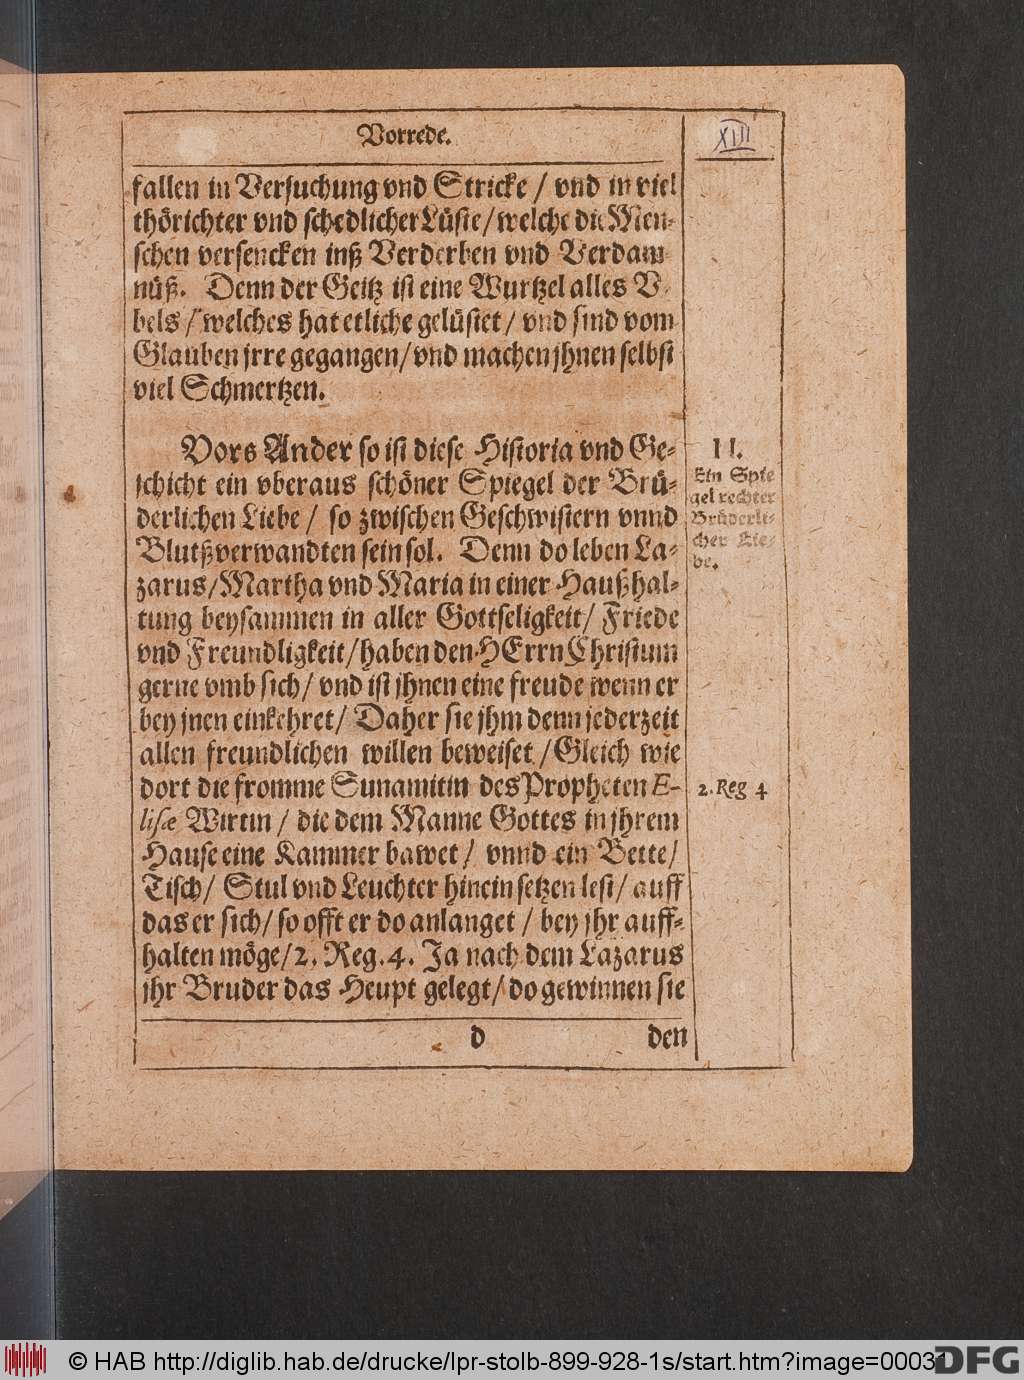 Vorrede.
XIII
fallen in Versuchung vnd Stricke / vnd in viel
thörichter vnd schedlicher Lüste / welche die Men-
schen versencken inß Verderben vnd Verdam-
nüß. Denn der Geitz ist eine Wurtzel alles V-
bels / welches hat etliche gelüstet / vnd sind vom
Glauben jrre gegangen / vnd machen jhnen selbst
viel Schmertzen.
Vors Ander so ist diese Historia vnd Ge-
schicht ein vberaus schöner Spiegel der Brü-
derlichen Liebe / so zwischen Geschwistern vnnd
Blutßverwandten sein sol. Denn do leben La-
zarus / Martha vnd Maria in einer Haußhal-
tung beysammen in aller Gottseligkeit / Friede
vnd Freundligkeit / haben den HErrn Christum
gerne vmb sich / vnd ist jhnen eine freude wenn er
bey jnen einkehret / Daher sie jhm denn jederzeit
allen freundlichen willen beweiset / Gleich wie
dort die fromme Sunamitin des Propheten E-
lisæ Wirtin / die dem Manne Gottes in jhrem
Hause eine Kammer bawet / vnnd ein Bette /
Tisch / Stul vnd Leuchter hinein setzen lest / auff
das er sich / so offt er do anlanget / bey jhr auff-
halten möge / 2. Reg. 4. Ja nach dem Lazarus
jhr Bruder das Heupt gelegt / do gewinnen sie
d
den
II.
Ein Spie
gel rechter
Brüderli-
cher Lie-
be.
2. Reg 4
© HAB http://diglib.hab.de/drucke/lpr-stolb-899-928-1s/start.htm?image=00031
DFG